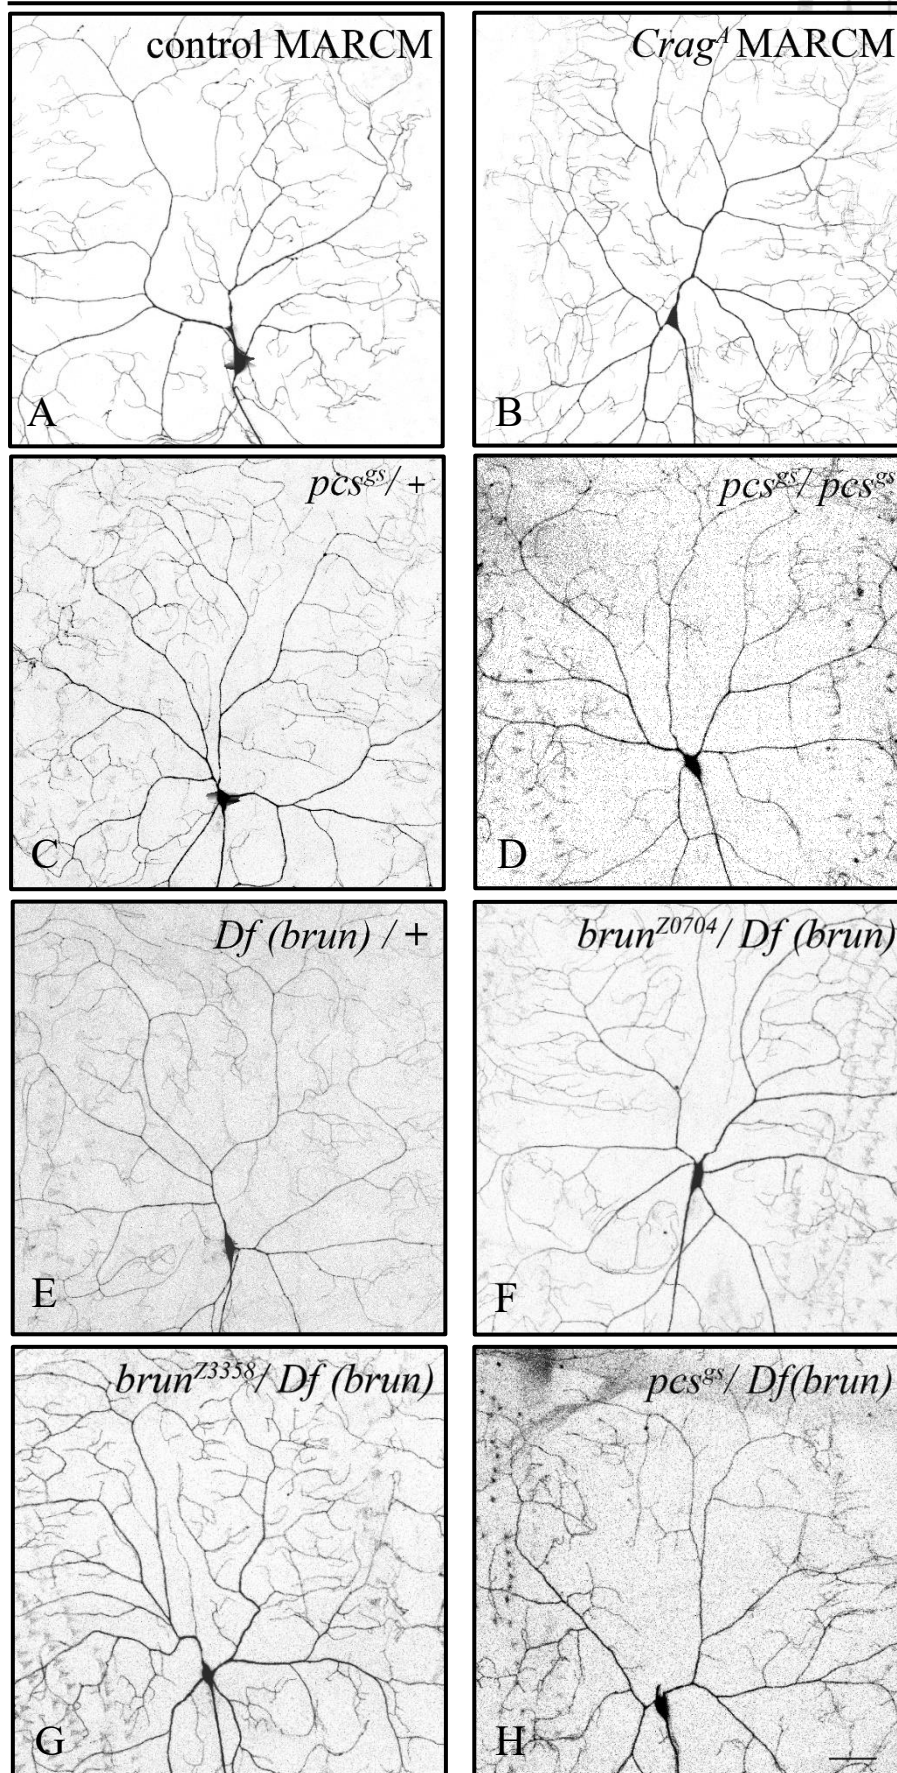 control MARCM
Crag^A MARCM
A
B
pcs^gs/ +
pcs^gs/ pcs^gs
C
D
Df (brun) / +
brun^Z0704/ Df (brun)
E
F
brun^Z3358/ Df (brun)
pcs^gs/ Df(brun)
G
H